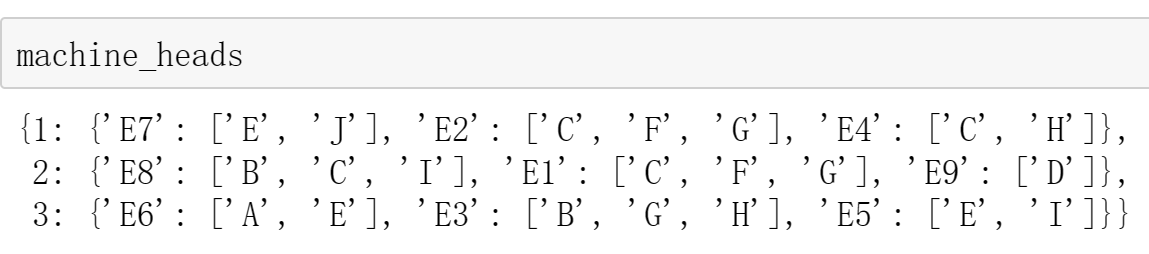 machine_heads
{1: {'E7': ['E', 'J'], 'E2': ['C', 'F', 'G'], 'E4': ['C', 'H']},
2: {'E8': ['B', 'C', 'I'], 'E1': ['C', 'F', 'G'], 'E9': ['D']},
3: {'E6': ['A', 'E'], 'E3': ['B', 'G', 'H'], 'E5': ['E', 'I']}}